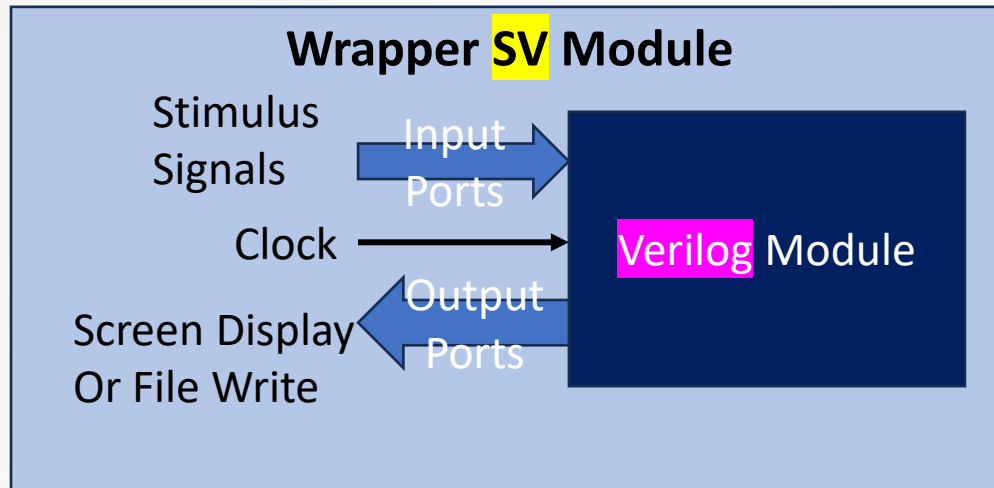 Wrapper SV Module
Stimulus
Signals
Input
Ports
Clock
Verilog Module
Output
Ports
Screen Display
Or File Write